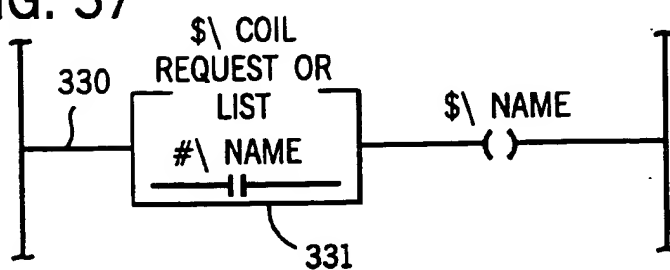 FIG. 37
330
$\ COIL
REQUEST OR
LIST
#\ NAME
$\ NAME
331